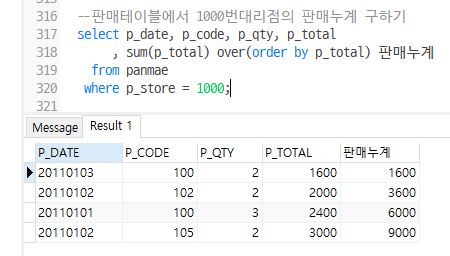 316 --판매테이블에서 1000번대리점의 판매누계 구하기
317 select p_date, p_code, p_qty, p_total
318 , sum(p_total) over(order by p_total) 판매누계
319 from panmae
320 where p_store = 1000;
321
Message Result 1
P_DATE P_CODE P_QTY P_TOTAL 판매누계
20110103 100 2 1600 1600
20110102 102 2 2000 3600
20110101 100 3 2400 6000
20110102 105 2 3000 9000